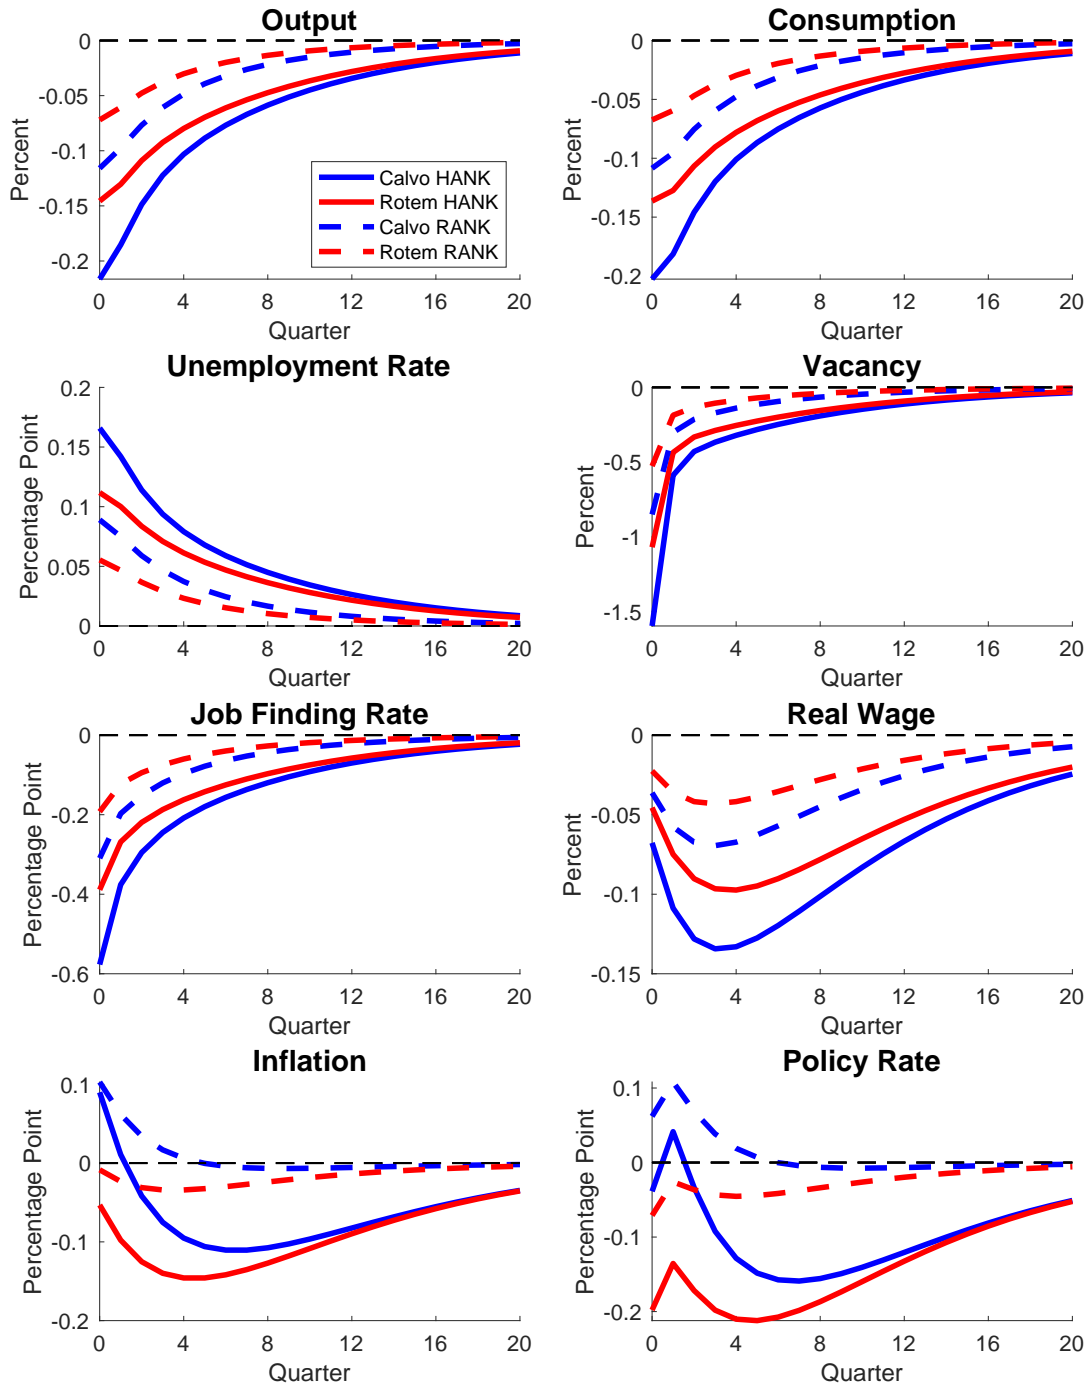 Output
Percent
0
-0.05
-0.1
-0.15
-0.2
Calvo HANK
Rotem HANK
Calvo RANK
Rotem RANK
0 4 8 12 16 20
Quarter
Consumption
Percent
0
-0.05
-0.1
-0.15
-0.2
0 4 8 12 16 20
Quarter
Unemployment Rate
Percentage Point
0.2
0.15
0.1
0.05
0
0 4 8 12 16 20
Quarter
Vacancy
Percent
0
-0.5
-1
-1.5
0 4 8 12 16 20
Quarter
Job Finding Rate
Percentage Point
0
-0.2
-0.4
-0.6
0 4 8 12 16 20
Quarter
Real Wage
Percent
0
-0.05
-0.1
-0.15
0 4 8 12 16 20
Quarter
Inflation
Percentage Point
0.1
0
-0.1
-0.2
0 4 8 12 16 20
Quarter
Policy Rate
Percentage Point
0.1
0
-0.1
-0.2
0 4 8 12 16 20
Quarter